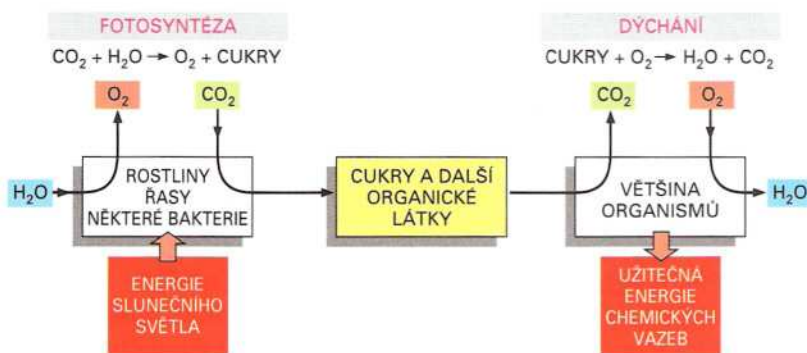 FOTOSYNTÉZA
CO₂ + H₂O → O₂ + CUKRY
O₂
CO₂
H₂O
ROSTLINY
ŘASY
NĚKTERÉ BAKTERIE
ENERGIE
SLUNEČNÍHO
SVĚTLA
CUKRY A DALŠÍ
ORGANICKÉ
LÁTKY
DÝCHÁNÍ
CUKRY + O₂ → H₂O + CO₂
CO₂
O₂
VĚTŠINA
ORGANISMŮ
H₂O
UŽITEČNÁ
ENERGIE
CHEMICKÝCH
VAZEB